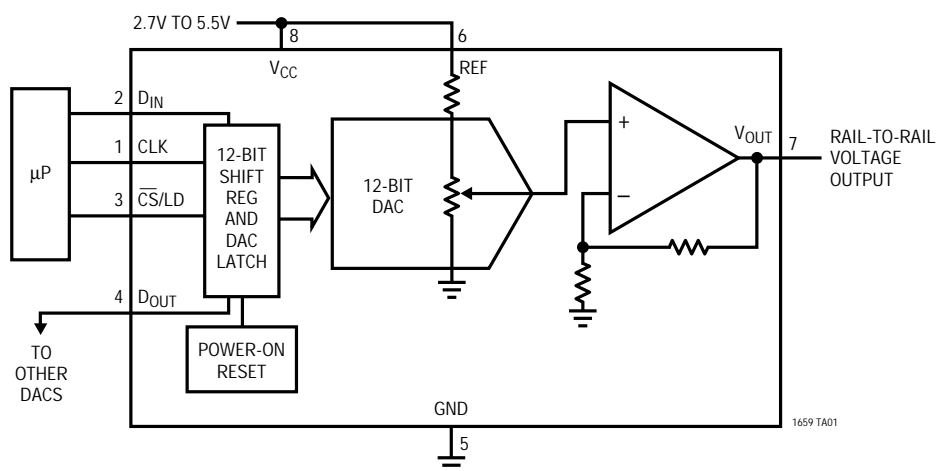 2.7V TO 5.5V
8
6
VCC
REF
µP
2 DIN
1 CLK
3 C̅S̅/LD
4 DOUT
12-BIT
SHIFT
REG
AND
DAC
LATCH
12-BIT
DAC
+
–
VOUT
7
RAIL-TO-RAIL
VOLTAGE
OUTPUT
TO
OTHER
DACS
POWER-ON
RESET
GND
5
1659 TA01